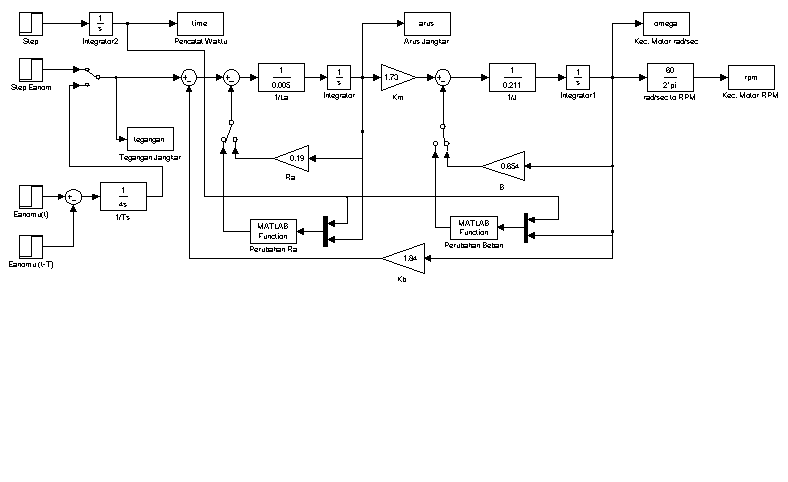 Step
1
s
Integrator2
time
Pencatat Waktu
arus
Arus Jangkar
omega
Kec. Motor rad/sec
Step Eanom
+_
+_
1
0.005
1/La
1
s
Integrator
1.73
Km
+_
1
0.211
1/J
1
s
Integrator1
60
2*pi
rad/sec to RPM
rpm
Kec. Motor RPM
tegangan
Tegangan Jangkar
0.19
Ra
0.654
B
Eanomu(t)
+_
1
4s
1/Ts
MATLAB
Function
Perubahan Ra
MATLAB
Function
Perubahan Beban
Eanomu (t-T)
1.84
Kb